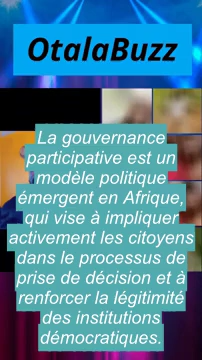 OtalaBuzz
La gouvernance
participative est un
modèle politique
émergent en Afrique,
qui vise à impliquer
activement les citoyens
dans le processus de
prise de décision et à
renforcer la légitimité
des institutions
démocratiques.